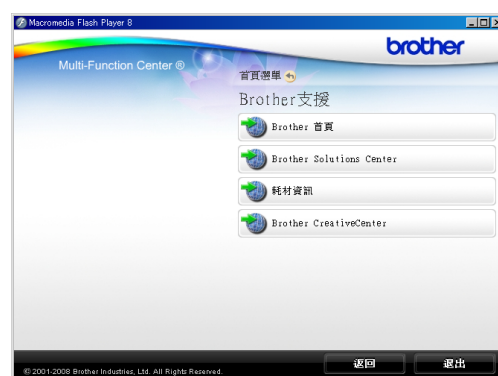 Macromedia Flash Player 8
brother
Multi-Function Center ®
首頁選單
Brother支援
Brother 首頁
Brother Solutions Center
耗材資訊
Brother CreativeCenter
© 2001-2008 Brother Industries, Ltd. All Rights Reserved.
返回
退出